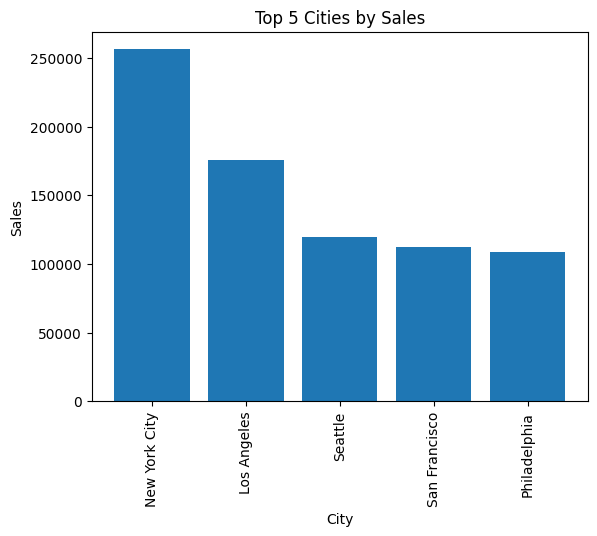 Top 5 Cities by Sales
Sales
250000
200000
150000
100000
50000
0
New York City
Los Angeles
Seattle
San Francisco
Philadelphia
City